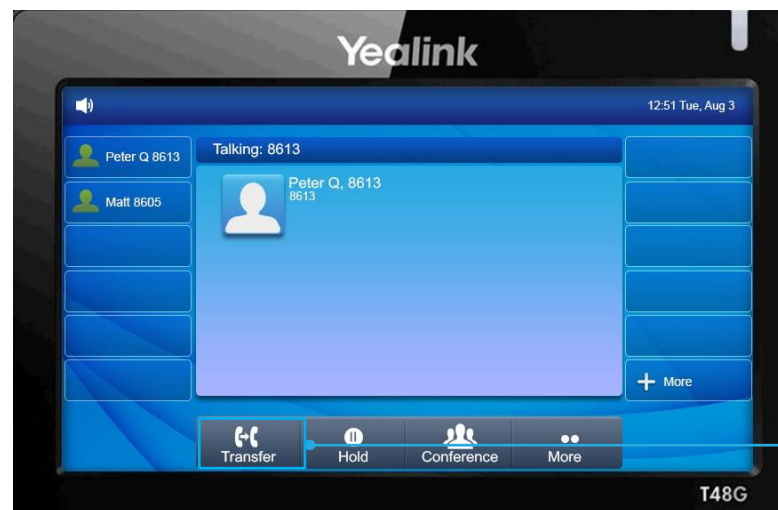 Yealink
12:51 Tue, Aug 3
Peter Q 8613
Matt 8605
Talking: 8613
Peter Q, 8613
8613
More
Transfer
Hold
Conference
More
T48G